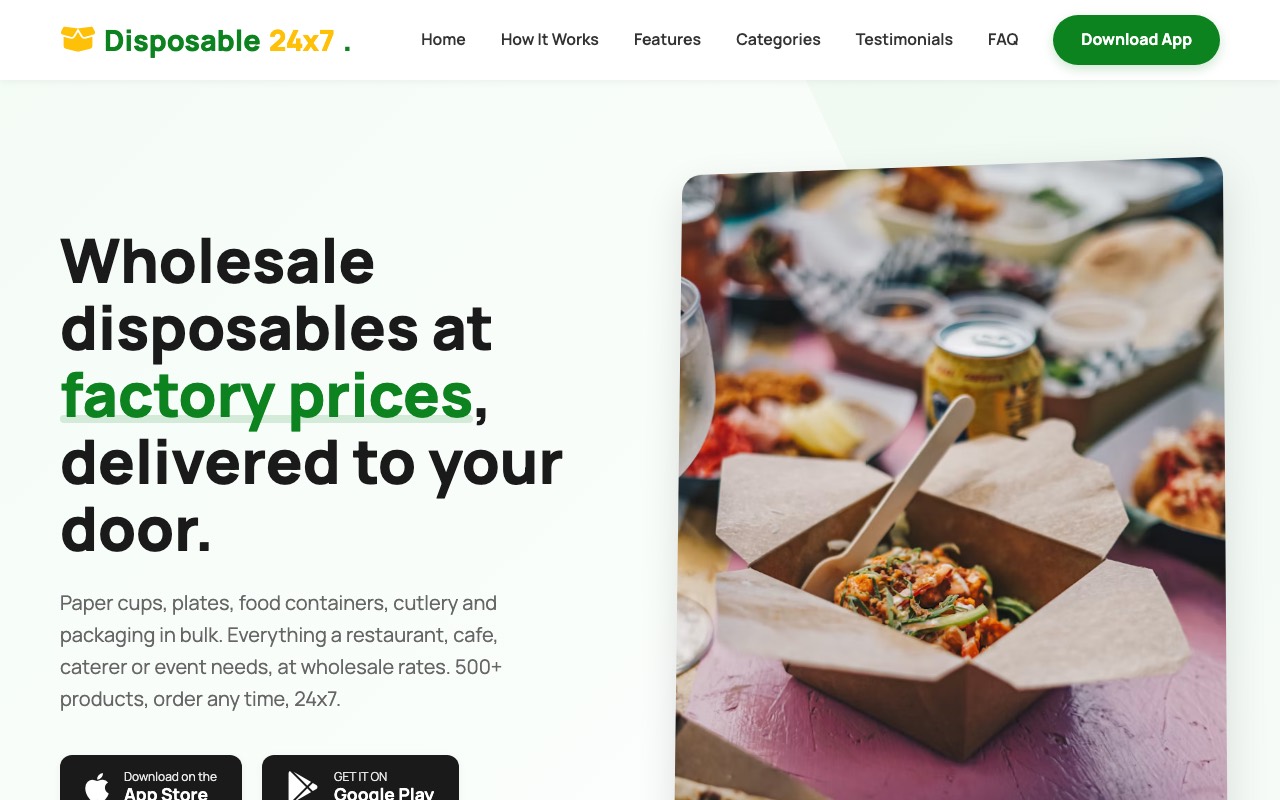 Disposable 24x7 .
Home
How It Works
Features
Categories
Testimonials
FAQ
Download App
Wholesale
disposables at
factory prices,
delivered to your
door.
Paper cups, plates, food containers, cutlery and
packaging in bulk. Everything a restaurant, cafe,
caterer or event needs, at wholesale rates. 500+
products, order any time, 24x7.
Download on the
App Store
GET IT ON
Google Play